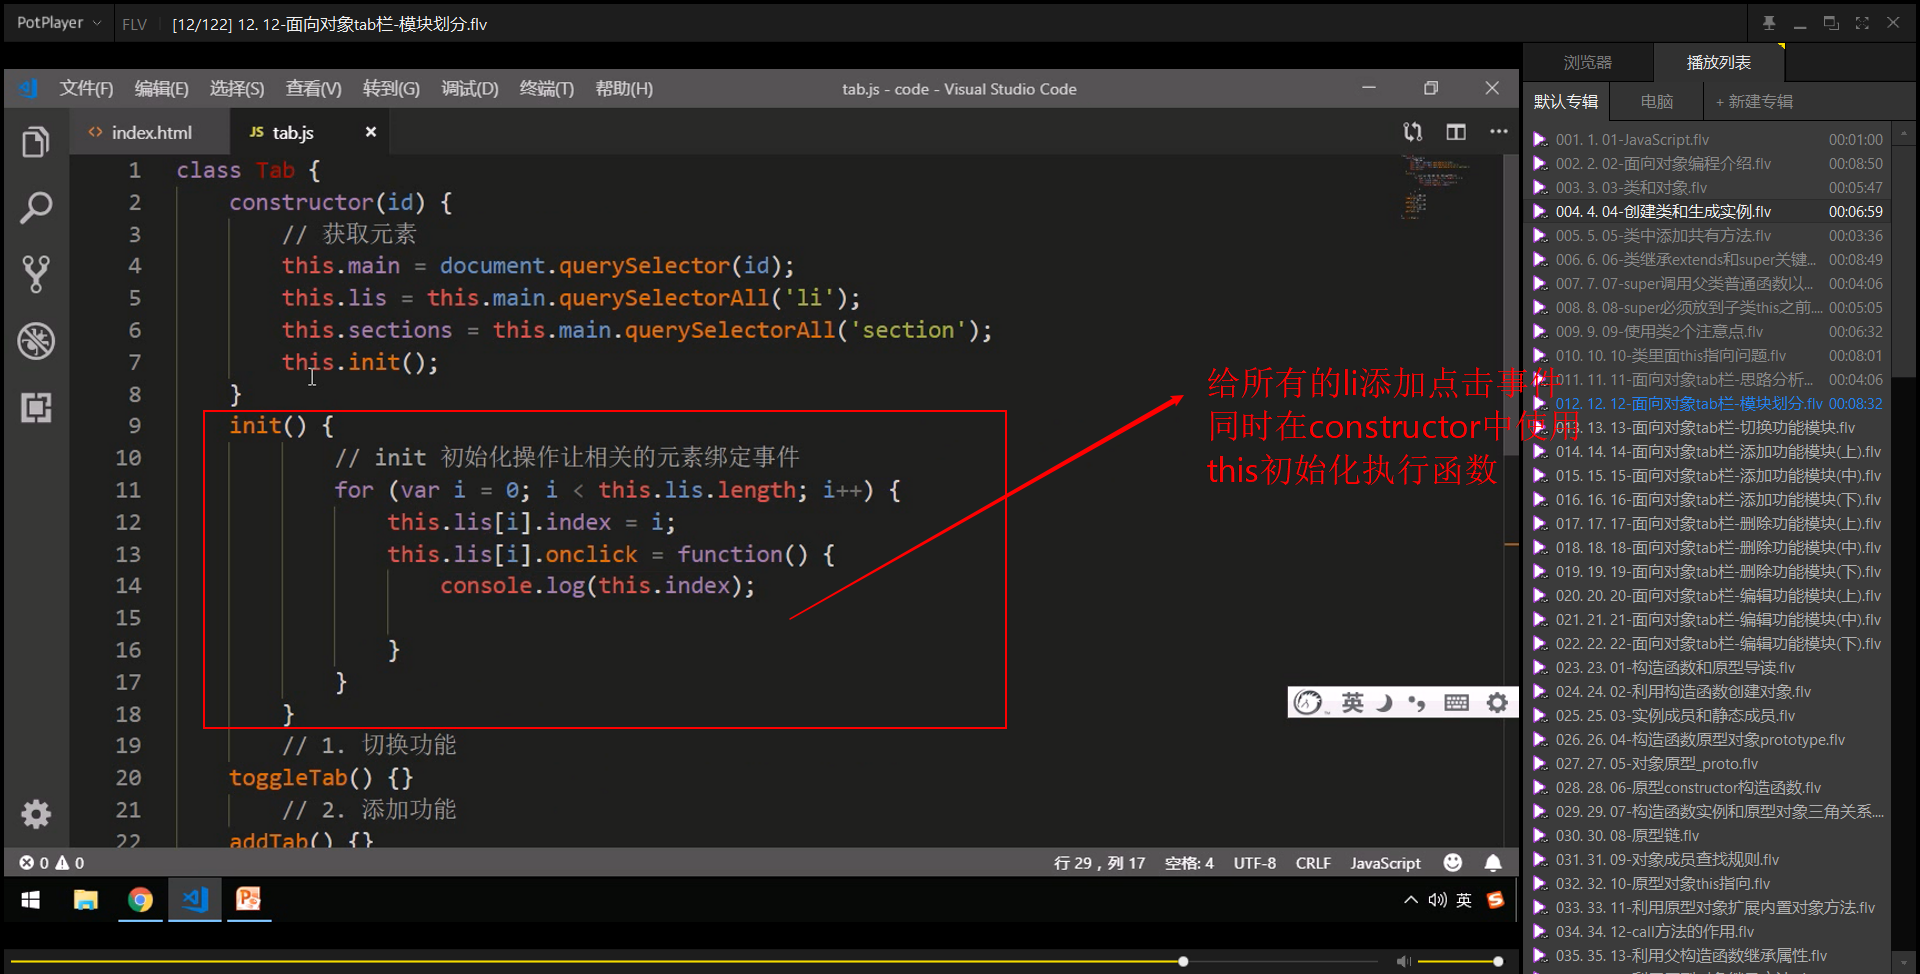 PotPlayer
FLV
[12/122] 12. 12-面向对象tab栏-模块划分.flv
文件(F) 编辑(E) 选择(S) 查看(V) 转到(G) 调试(D) 终端(T) 帮助(H)
tab.js - code - Visual Studio Code
<> index.html
JS tab.js
1 class Tab {
2 constructor(id) {
3 // 获取元素
4 this.main = document.querySelector(id);
5 this.lis = this.main.querySelectorAll('li');
6 this.sections = this.main.querySelectorAll('section');
7 this.init();
8 }
9 init() {
10 // init 初始化操作让相关的元素绑定事件
11 for (var i = 0; i < this.lis.length; i++) {
12 this.lis[i].index = i;
13 this.lis[i].onclick = function() {
14 console.log(this.index);
15
16 }
17 }
18 }
19 // 1. 切换功能
20 toggleTab() {}
21 // 2. 添加功能
22 addTab() {}
给所有的li添加点击事件
同时在constructor中使用
this初始化执行函数
英
0 0
行 29，列 17 空格: 4 UTF-8 CRLF JavaScript
英
浏览器 播放列表
默认专辑 电脑 + 新建专辑
001. 1. 01-JavaScript.flv 00:01:00
002. 2. 02-面向对象编程介绍.flv 00:08:50
003. 3. 03-类和对象.flv 00:05:47
004. 4. 04-创建类和生成实例.flv 00:06:59
005. 5. 05-类中添加共有方法.flv 00:03:36
006. 6. 06-类继承extends和super关键... 00:08:49
007. 7. 07-super调用父类普通函数以... 00:04:06
008. 8. 08-super必须放到子类this之前.... 00:05:05
009. 9. 09-使用类2个注意点.flv 00:06:32
010. 10. 10-类里面this指向问题.flv 00:08:01
011. 11. 11-面向对象tab栏-思路分析... 00:04:06
012. 12. 12-面向对象tab栏-模块划分.flv 00:08:32
013. 13. 13-面向对象tab栏-切换功能模块.flv
014. 14. 14-面向对象tab栏-添加功能模块(上).flv
015. 15. 15-面向对象tab栏-添加功能模块(中).flv
016. 16. 16-面向对象tab栏-添加功能模块(下).flv
017. 17. 17-面向对象tab栏-删除功能模块(上).flv
018. 18. 18-面向对象tab栏-删除功能模块(中).flv
019. 19. 19-面向对象tab栏-删除功能模块(下).flv
020. 20. 20-面向对象tab栏-编辑功能模块(上).flv
021. 21. 21-面向对象tab栏-编辑功能模块(中).flv
022. 22. 22-面向对象tab栏-编辑功能模块(下).flv
023. 23. 01-构造函数和原型导读.flv
024. 24. 02-利用构造函数创建对象.flv
025. 25. 03-实例成员和静态成员.flv
026. 26. 04-构造函数原型对象prototype.flv
027. 27. 05-对象原型_proto.flv
028. 28. 06-原型constructor构造函数.flv
029. 29. 07-构造函数实例和原型对象三角关系....
030. 30. 08-原型链.flv
031. 31. 09-对象成员查找规则.flv
032. 32. 10-原型对象this指向.flv
033. 33. 11-利用原型对象扩展内置对象方法.flv
034. 34. 12-call方法的作用.flv
035. 35. 13-利用父构造函数继承属性.flv